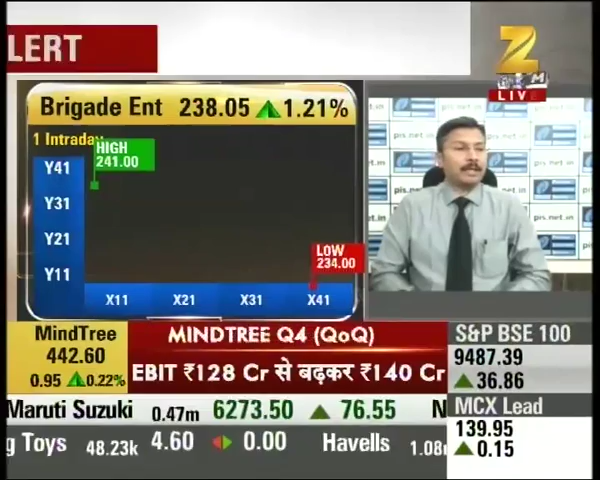 LERT
LIVE
Brigade Ent 238.05 1.21%
1 Intraday
HIGH
241.00
Y41
Y31
Y21
Y11
LOW
234.00
X11 X21 X31 X41
pis.net.in
MindTree
442.60
0.95 0.22%
MINDTREE Q4 (QoQ)
EBIT ₹128 Cr से बढ़कर ₹140 Cr
S&P BSE 100
9487.39
36.86
MCX Lead
139.95
0.15
Maruti Suzuki 0.47m 6273.50 76.55 N
g Toys 48.23k 4.60 0.00 Havells 1.08